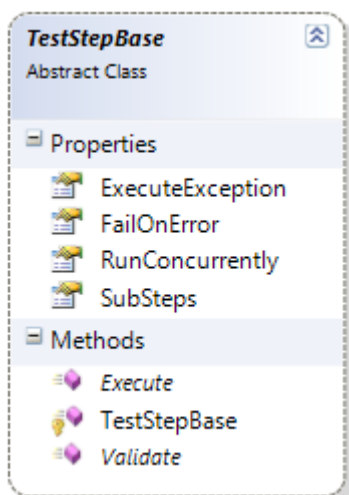 TestStepBase
Abstract Class
Properties
ExecuteException
FailOnError
RunConcurrently
SubSteps
Methods
Execute
TestStepBase
Validate